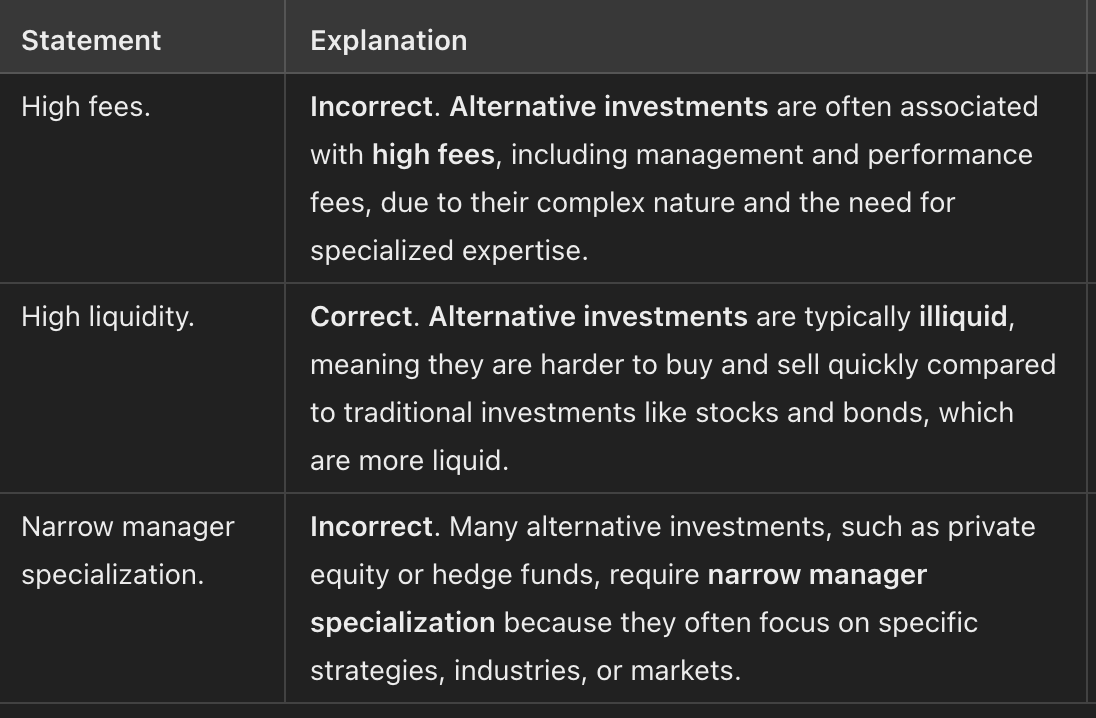 Statement
Explanation
High fees.
Incorrect. Alternative investments are often associated
with high fees, including management and performance
fees, due to their complex nature and the need for
specialized expertise.
High liquidity.
Correct. Alternative investments are typically illiquid,
meaning they are harder to buy and sell quickly compared
to traditional investments like stocks and bonds, which
are more liquid.
Narrow manager
specialization.
Incorrect. Many alternative investments, such as private
equity or hedge funds, require narrow manager
specialization because they often focus on specific
strategies, industries, or markets.